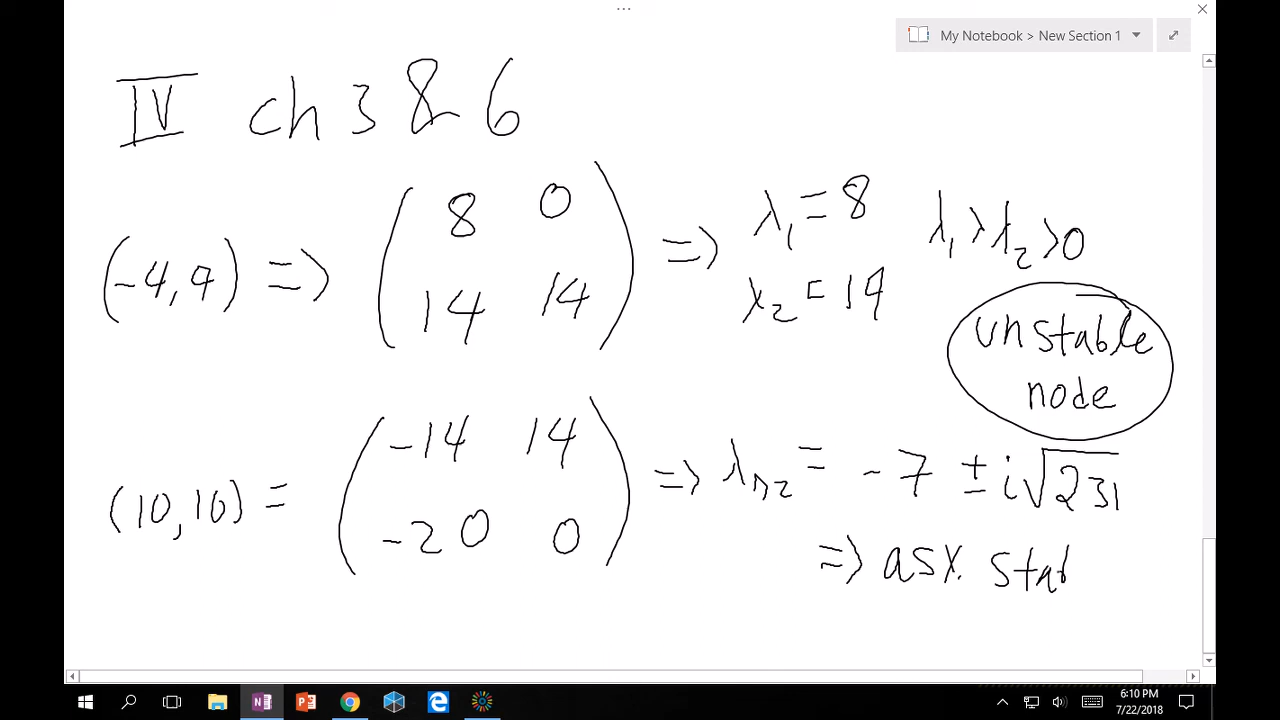 My Notebook > New Section 1
IV ch 3 & 6
(-4,4) => (8 0
14 14) => λ₁ = 8
λ₂ = 14
λ₁ > λ₂ > 0
unstable
node
(10,10) = (-14 14
-20 0) => λ₁,₂ = -7 ± i√231
=> asx. stab
6:10 PM
7/22/2018